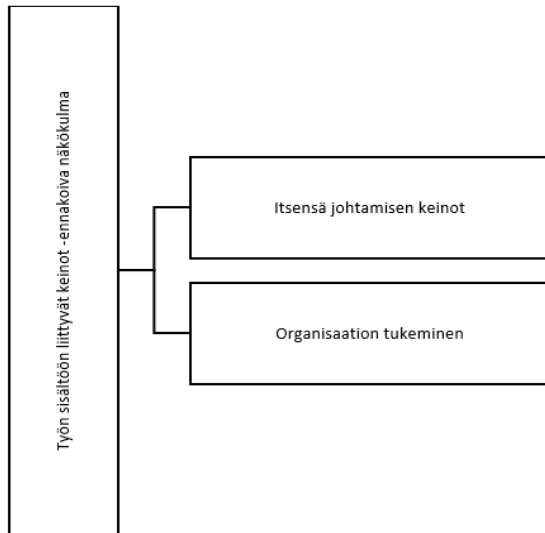 Työn sisältöön liittyvät keinot -ennakoiva näkökulma
Itsensä johtamisen keinot
Organisaation tukeminen